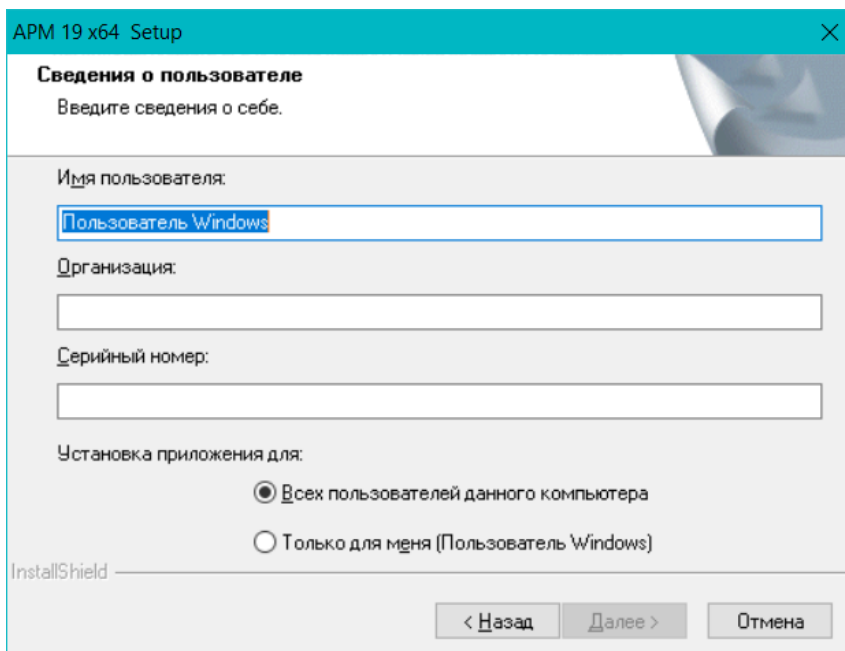 APM 19 x64 Setup
Сведения о пользователе
Введите сведения о себе.
Имя пользователя:
Пользователь Windows
Организация:
Серийный номер:
Установка приложения для:
Всех пользователей данного компьютера
Только для меня (Пользователь Windows)
InstallShield
< Назад Далее > Отмена